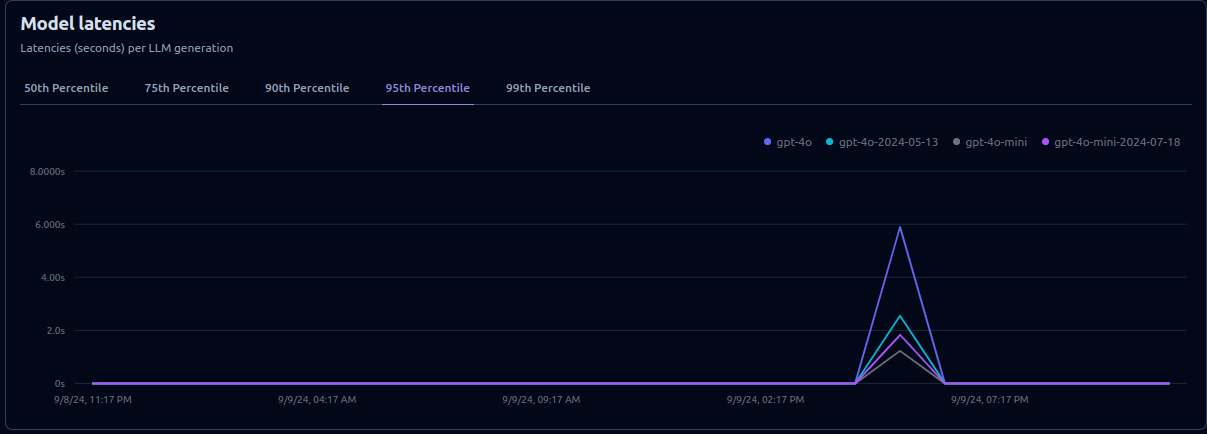 Model latencies
Latencies (seconds) per LLM generation
50th Percentile 75th Percentile 90th Percentile 95th Percentile 99th Percentile
gpt-4o gpt-4o-2024-05-13 gpt-4o-mini gpt-4o-mini-2024-07-18
8.0000s
6.000s
4.00s
2.0s
0s
9/8/24, 11:17 PM 9/9/24, 04:17 AM 9/9/24, 09:17 AM 9/9/24, 02:17 PM 9/9/24, 07:17 PM